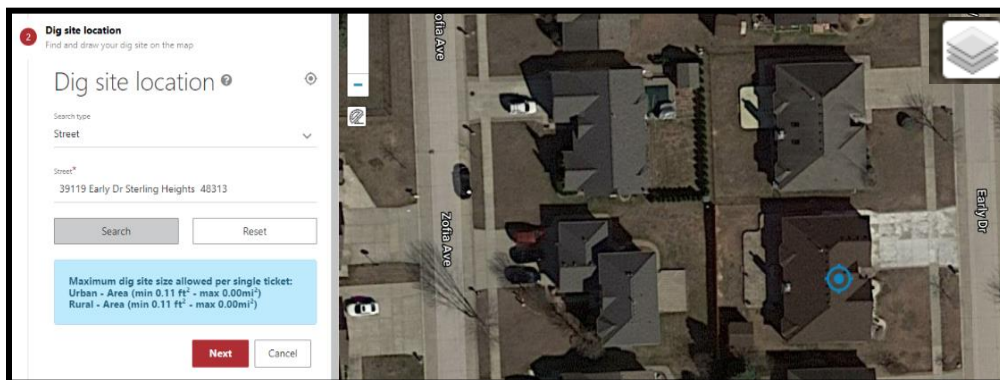 2
Dig site location
Find and draw your dig site on the map
Dig site location ?
Search type
Street
Street*
39119 Early Dr Sterling Heights 48313
Search
Reset
Maximum dig site size allowed per single ticket:
Urban - Area (min 0.11 ft² - max 0.00mi²)
Rural - Area (min 0.11 ft² - max 0.00mi²)
Next
Cancel
ofia Ave
Zofia Ave
Early Dr